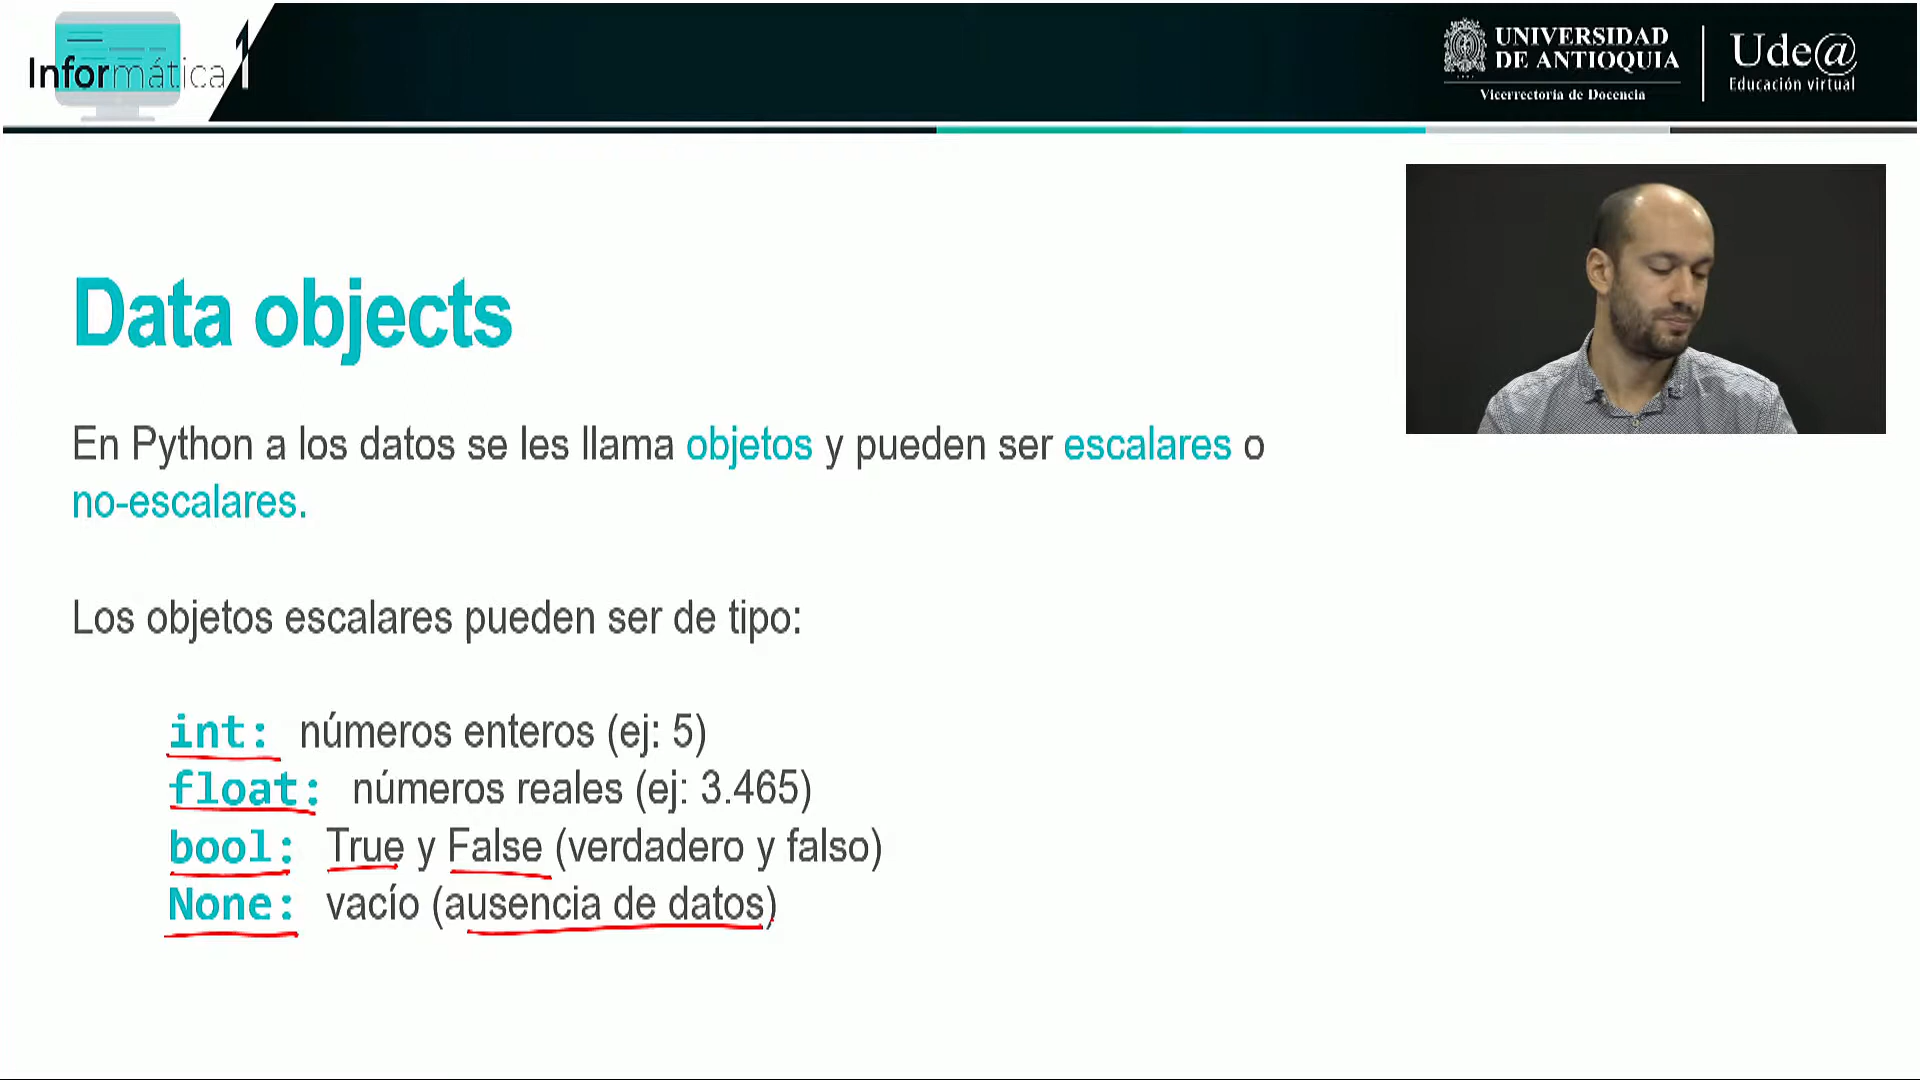 Informática 1
UNIVERSIDAD
DE ANTIOQUIA
Vicerrectoría de Docencia
Ude@
Educación virtual
Data objects
En Python a los datos se les llama objetos y pueden ser escalares o
no-escalares.
Los objetos escalares pueden ser de tipo:
int: números enteros (ej: 5)
float: números reales (ej: 3.465)
bool: True y False (verdadero y falso)
None: vacío (ausencia de datos)